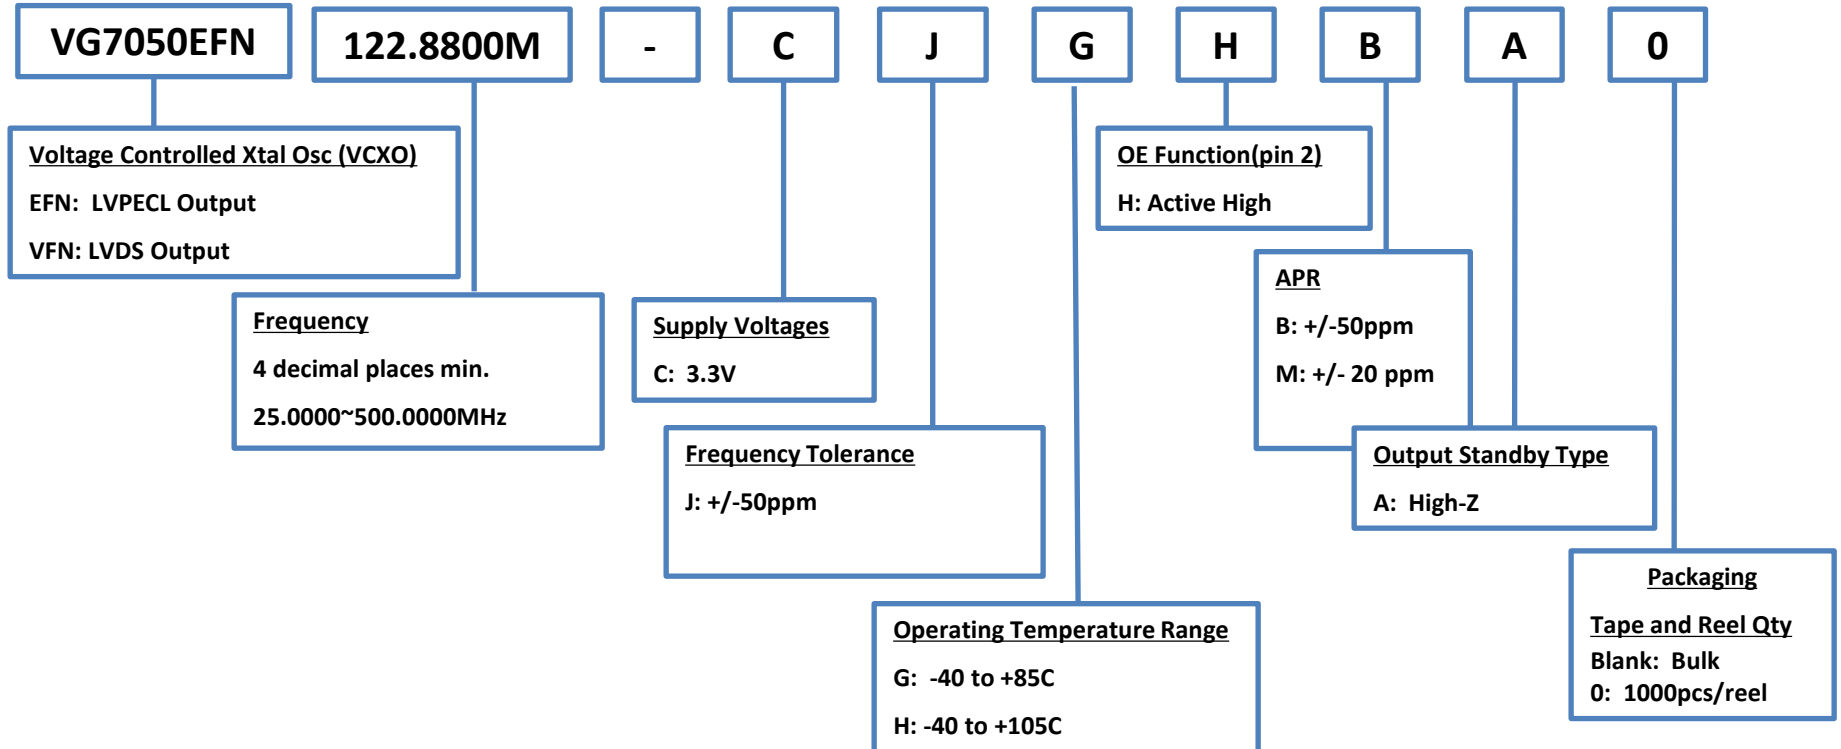 VG7050EFN 122.8800M - C J G H B A 0
Voltage Controlled Xtal Osc (VCXO)
EFN: LVPECL Output
VFN: LVDS Output
OE Function(pin 2)
H: Active High
APR
B: +/-50ppm
M: +/- 20 ppm
Frequency
4 decimal places min.
25.0000~500.0000MHz
Supply Voltages
C: 3.3V
Frequency Tolerance
J: +/-50ppm
Output Standby Type
A: High-Z
Operating Temperature Range
G: -40 to +85C
H: -40 to +105C
Packaging
Tape and Reel Qty
Blank: Bulk
0: 1000pcs/reel